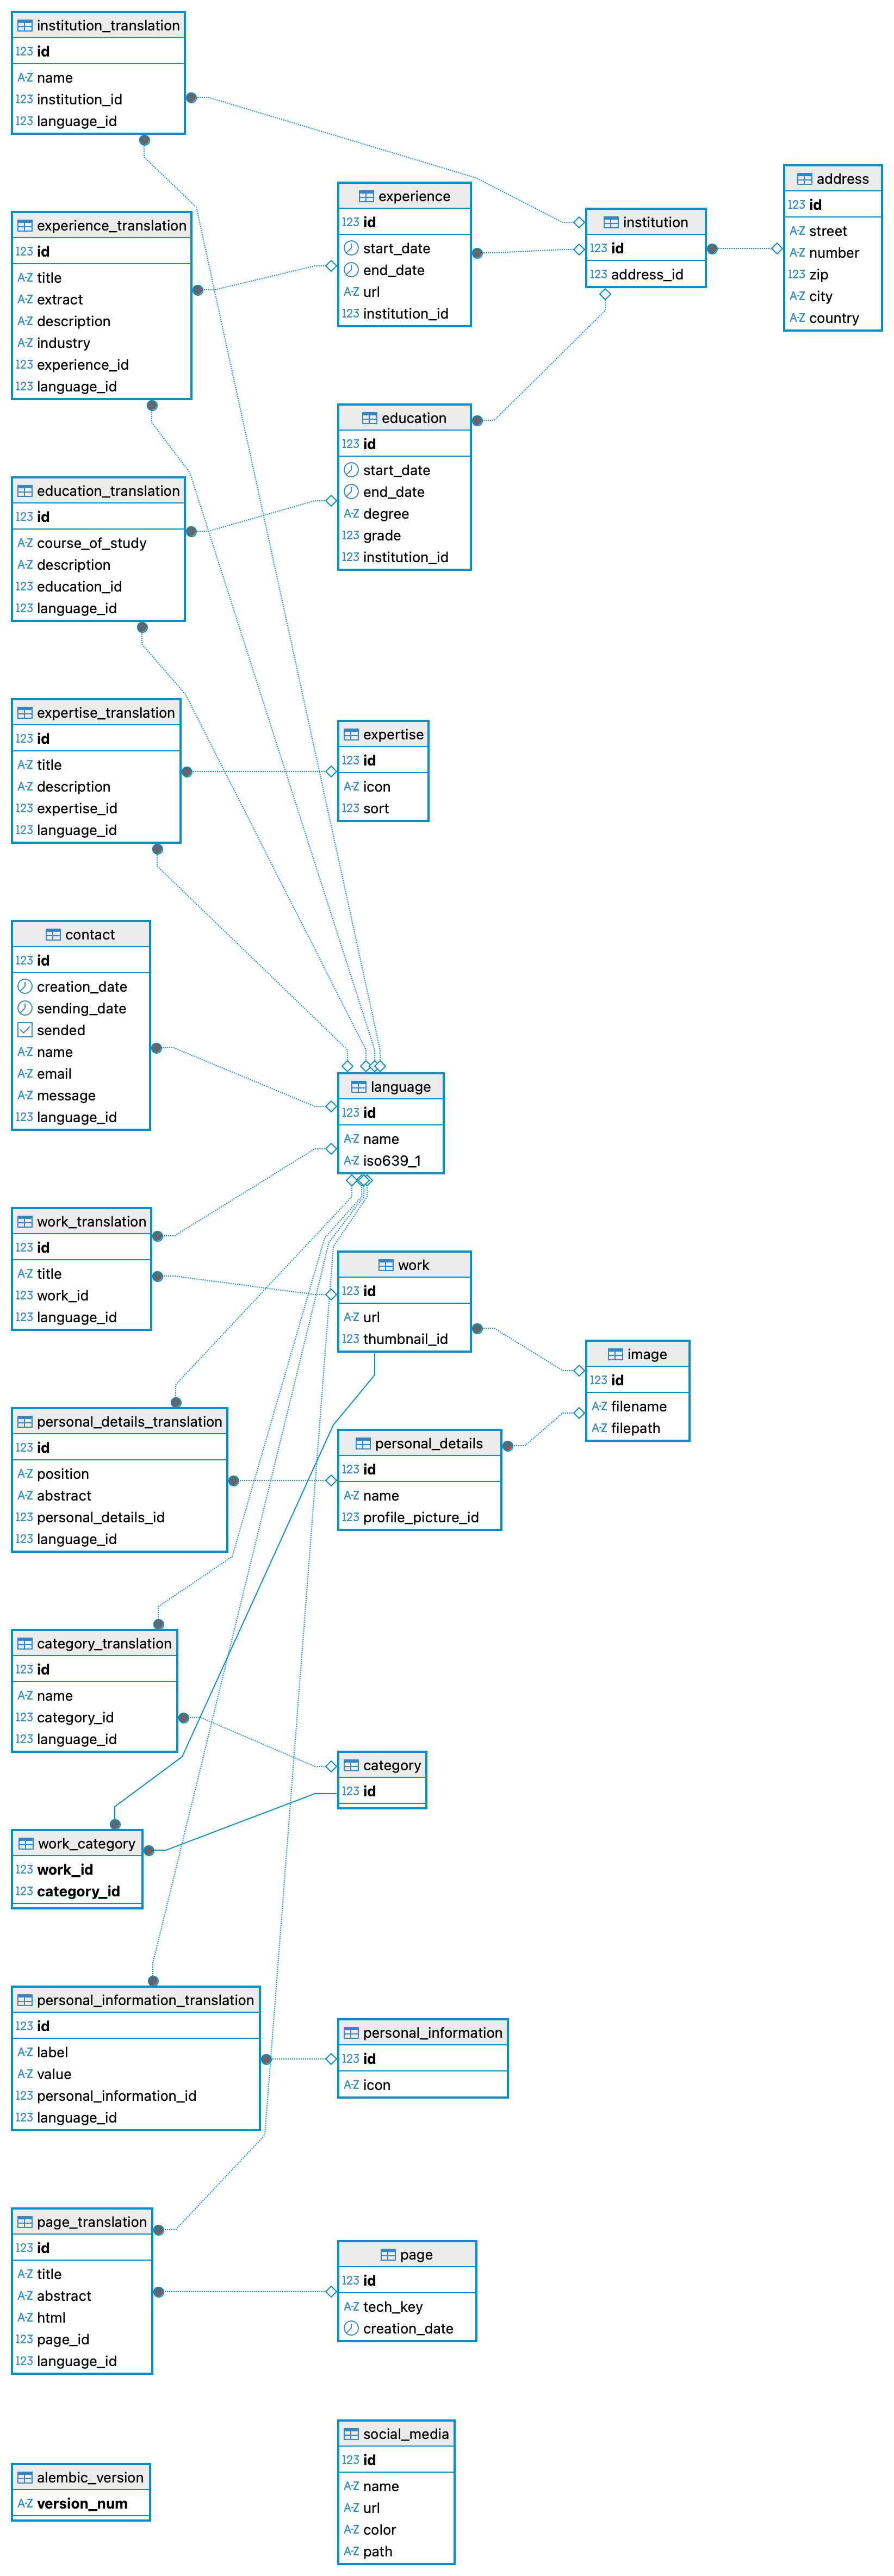 institution_translation
123 id
A-Z name
123 institution_id
123 language_id
address
123 id
A-Z street
A-Z number
123 zip
A-Z city
A-Z country
experience
123 id
start_date
end_date
A-Z url
123 institution_id
institution
123 id
123 address_id
experience_translation
123 id
A-Z title
A-Z extract
A-Z description
A-Z industry
123 experience_id
123 language_id
education
123 id
start_date
end_date
A-Z degree
123 grade
123 institution_id
education_translation
123 id
A-Z course_of_study
A-Z description
123 education_id
123 language_id
expertise_translation
123 id
A-Z title
A-Z description
123 expertise_id
123 language_id
expertise
123 id
A-Z icon
123 sort
contact
123 id
creation_date
sending_date
sended
A-Z name
A-Z email
A-Z message
123 language_id
language
123 id
A-Z name
A-Z iso639_1
work_translation
123 id
A-Z title
123 work_id
123 language_id
work
123 id
A-Z url
123 thumbnail_id
image
123 id
A-Z filename
A-Z filepath
personal_details_translation
123 id
A-Z position
A-Z abstract
123 personal_details_id
123 language_id
personal_details
123 id
A-Z name
123 profile_picture_id
category_translation
123 id
A-Z name
123 category_id
123 language_id
category
123 id
work_category
123 work_id
123 category_id
personal_information_translation
123 id
A-Z label
A-Z value
123 personal_information_id
123 language_id
personal_information
123 id
A-Z icon
page_translation
123 id
A-Z title
A-Z abstract
A-Z html
123 page_id
123 language_id
page
123 id
A-Z tech_key
creation_date
social_media
123 id
A-Z name
A-Z url
A-Z color
A-Z path
alembic_version
A-Z version_num